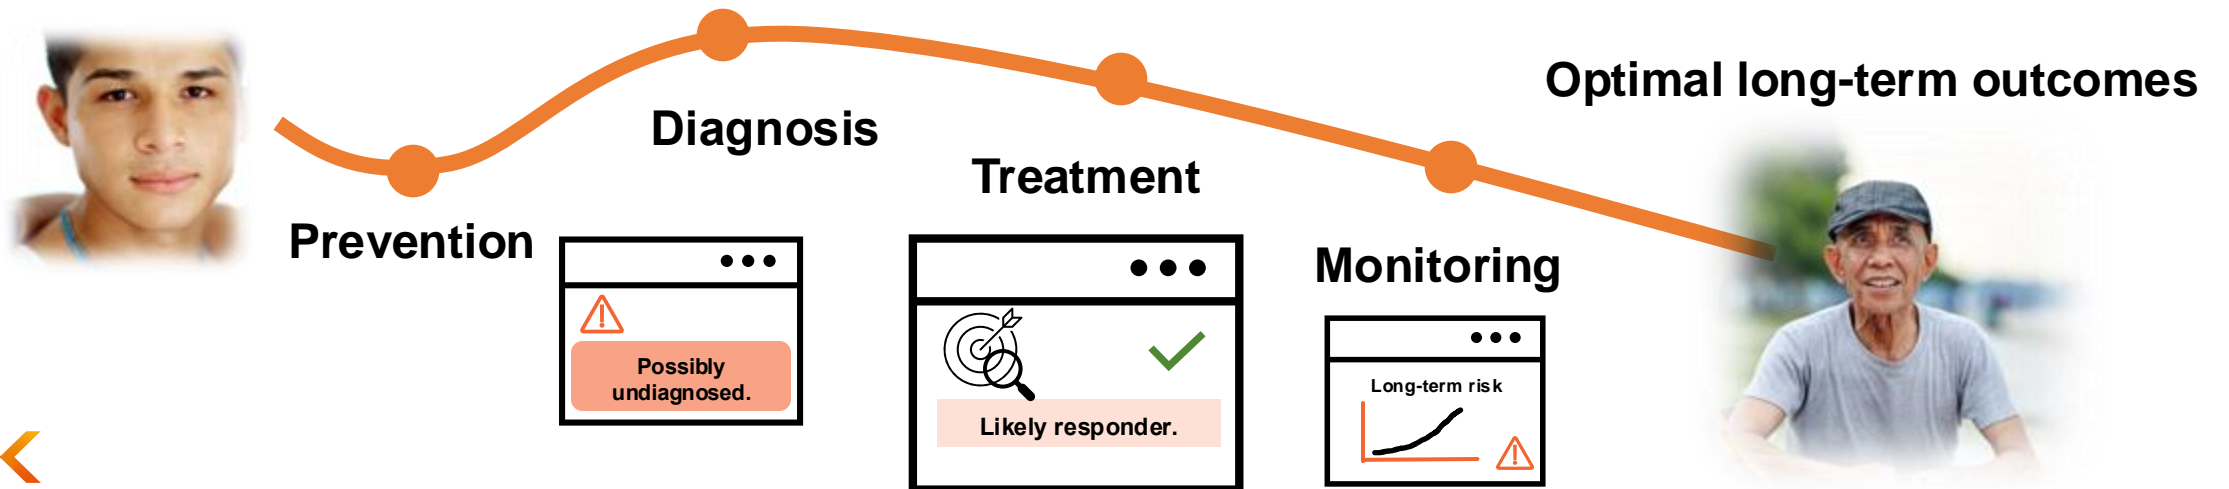 Optimal long-term outcomes
Diagnosis
Treatment
Prevention
Monitoring
Possibly
undiagnosed.
Likely responder.
Long-term risk